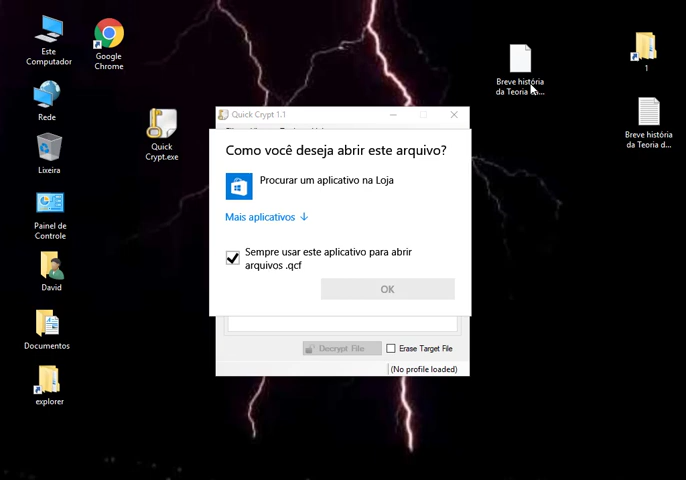 Este
Computador
Google
Chrome
Rede
Quick
Crypt.exe
Lixeira
Painel de
Controle
David
Documentos
explorer
Quick Crypt 1.1
Como você deseja abrir este arquivo?
Procurar um aplicativo na Loja
Mais aplicativos
Sempre usar este aplicativo para abrir
arquivos .qcf
OK
Decrypt File
Erase Target File
(No profile loaded)
Breve história
da Teoria
1
Breve história
da Teoria d...